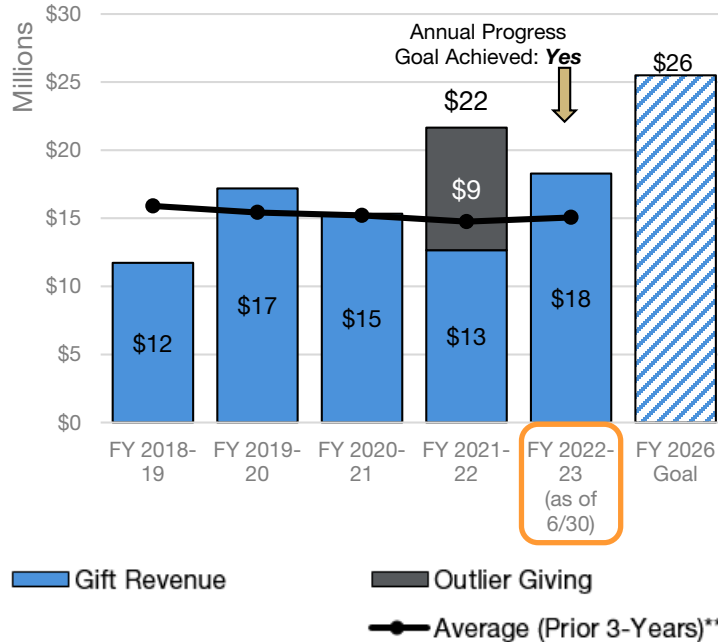 Millions
$30
$25
$20
$15
$10
$5
$0
Annual Progress
Goal Achieved: Yes
$22
$26
$9
$12
$17
$15
$13
$18
FY 2018-
19
FY 2019-
20
FY 2020-
21
FY 2021-
22
FY 2022-
23
(as of
6/30)
FY 2026
Goal
Gift Revenue
Outlier Giving
Average (Prior 3-Years)**